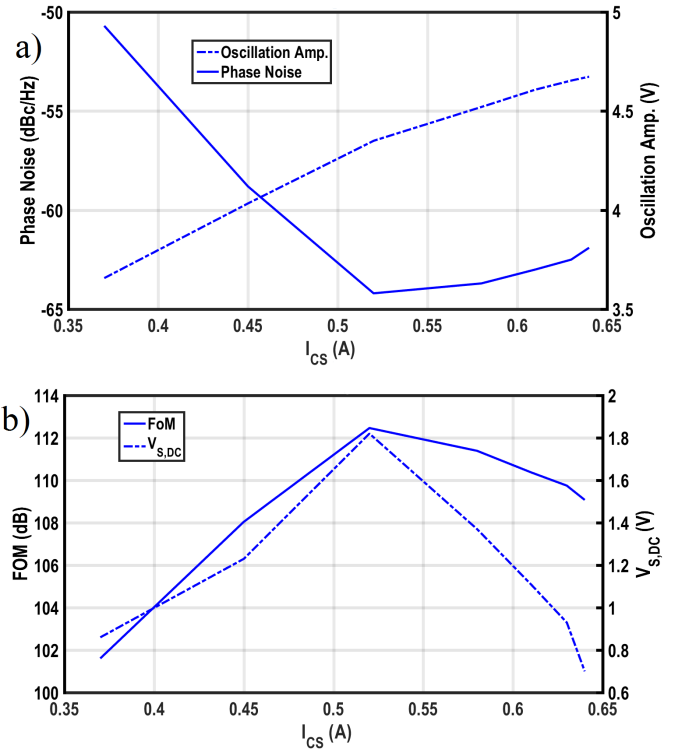 a)
-50
-55
-60
-65
Phase Noise (dBc/Hz)
Oscillation Amp.
Phase Noise
5
4.5
4
3.5
Oscillation Amp. (V)
0.35 0.4 0.45 0.5 0.55 0.6 0.65
I_CS (A)
b)
114
112
110
108
106
104
102
100
FOM (dB)
FoM
V_S,DC
2
1.8
1.6
1.4
1.2
1
0.8
0.6
V_S,DC (V)
0.35 0.4 0.45 0.5 0.55 0.6 0.65
I_CS (A)